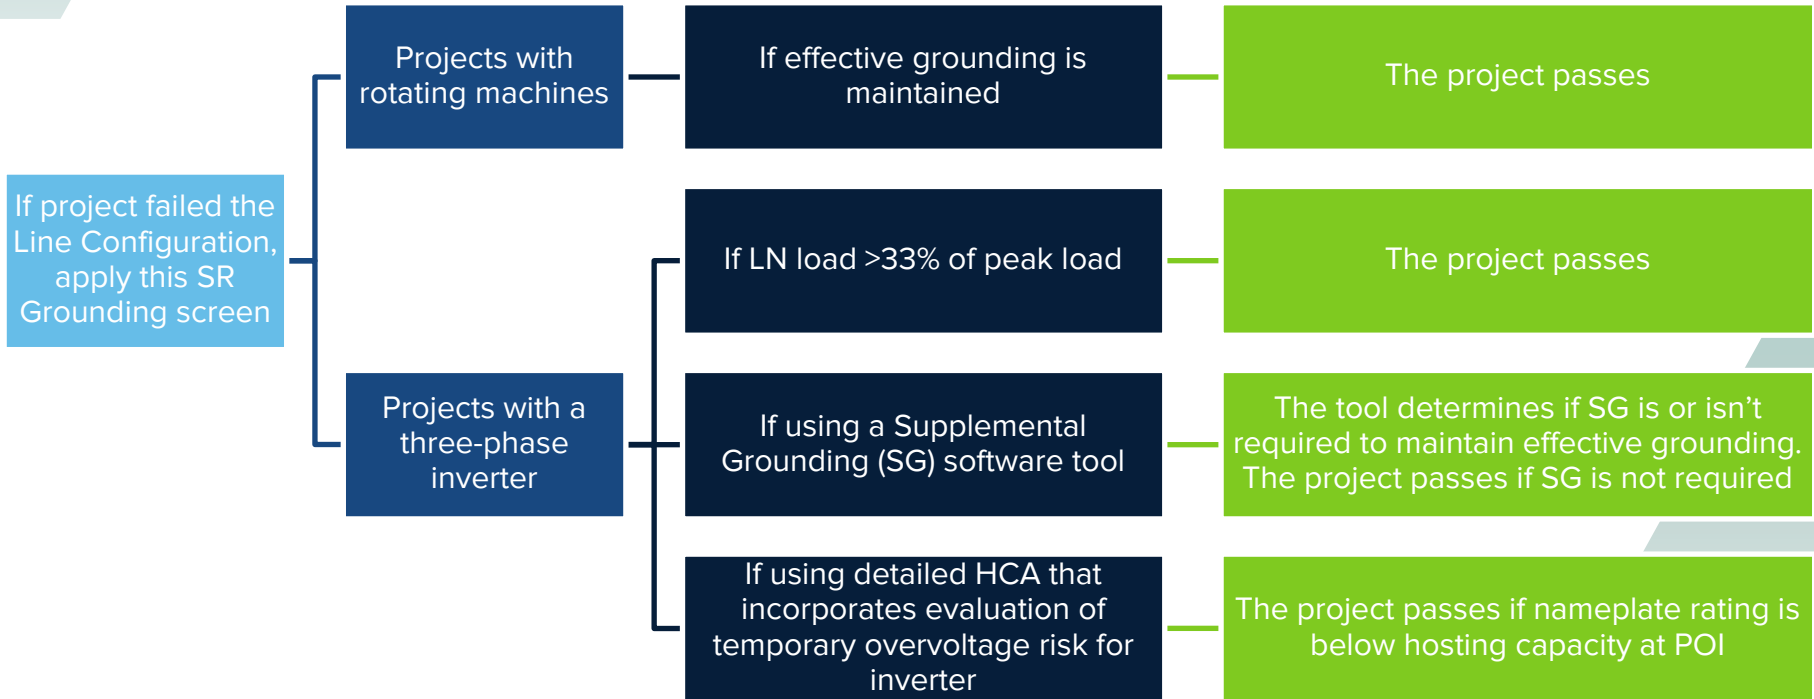 Projects with
rotating machines
If effective grounding is
maintained
The project passes
If project failed the
Line Configuration,
apply this SR
Grounding screen
If LN load >33% of peak load
The project passes
Projects with a
three-phase
inverter
If using a Supplemental
Grounding (SG) software tool
The tool determines if SG is or isn’t
required to maintain effective grounding.
The project passes if SG is not required
If using detailed HCA that
incorporates evaluation of
temporary overvoltage risk for
inverter
The project passes if nameplate rating is
below hosting capacity at POI